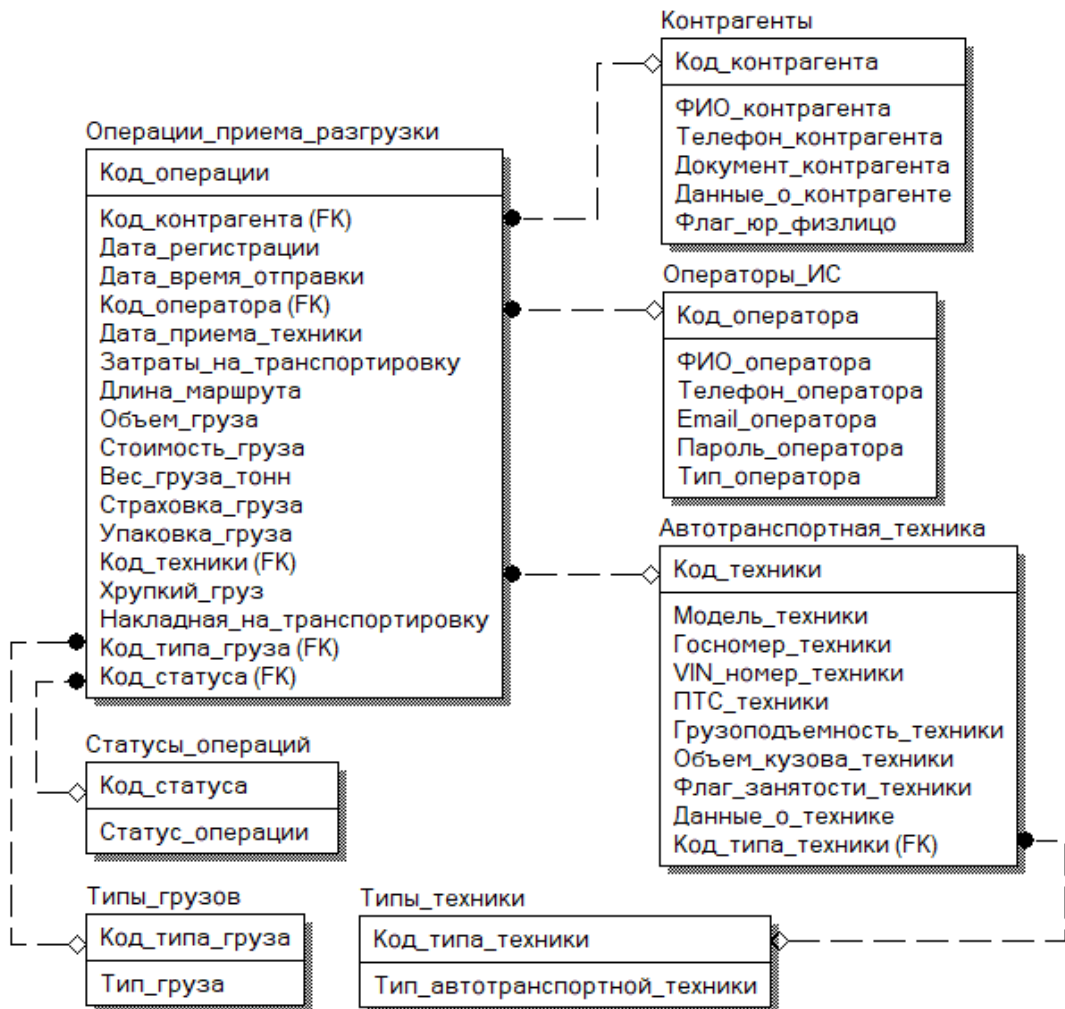 Контрагенты
Код_контрагента
ФИО_контрагента
Телефон_контрагента
Документ_контрагента
Данные_о_контрагенте
Флаг_юр_физлицо
Операции_приема_разгрузки
Код_операции
Код_контрагента (FK)
Дата_регистрации
Дата_время_отправки
Код_оператора (FK)
Дата_приема_техники
Затраты_на_транспортировку
Длина_маршрута
Объем_груза
Стоимость_груза
Вес_груза_тонн
Страховка_груза
Упаковка_груза
Код_техники (FK)
Хрупкий_груз
Накладная_на_транспортировку
Код_типа_груза (FK)
Код_статуса (FK)
Операторы_ИС
Код_оператора
ФИО_оператора
Телефон_оператора
Email_оператора
Пароль_оператора
Тип_оператора
Автотранспортная_техника
Код_техники
Модель_техники
Госномер_техники
VIN_номер_техники
ПТС_техники
Грузоподъемность_техники
Объем_кузова_техники
Флаг_занятости_техники
Данные_о_технике
Код_типа_техники (FK)
Статусы_операций
Код_статуса
Статус_операции
Типы_грузов
Код_типа_груза
Тип_груза
Типы_техники
Код_типа_техники
Тип_автотранспортной_техники